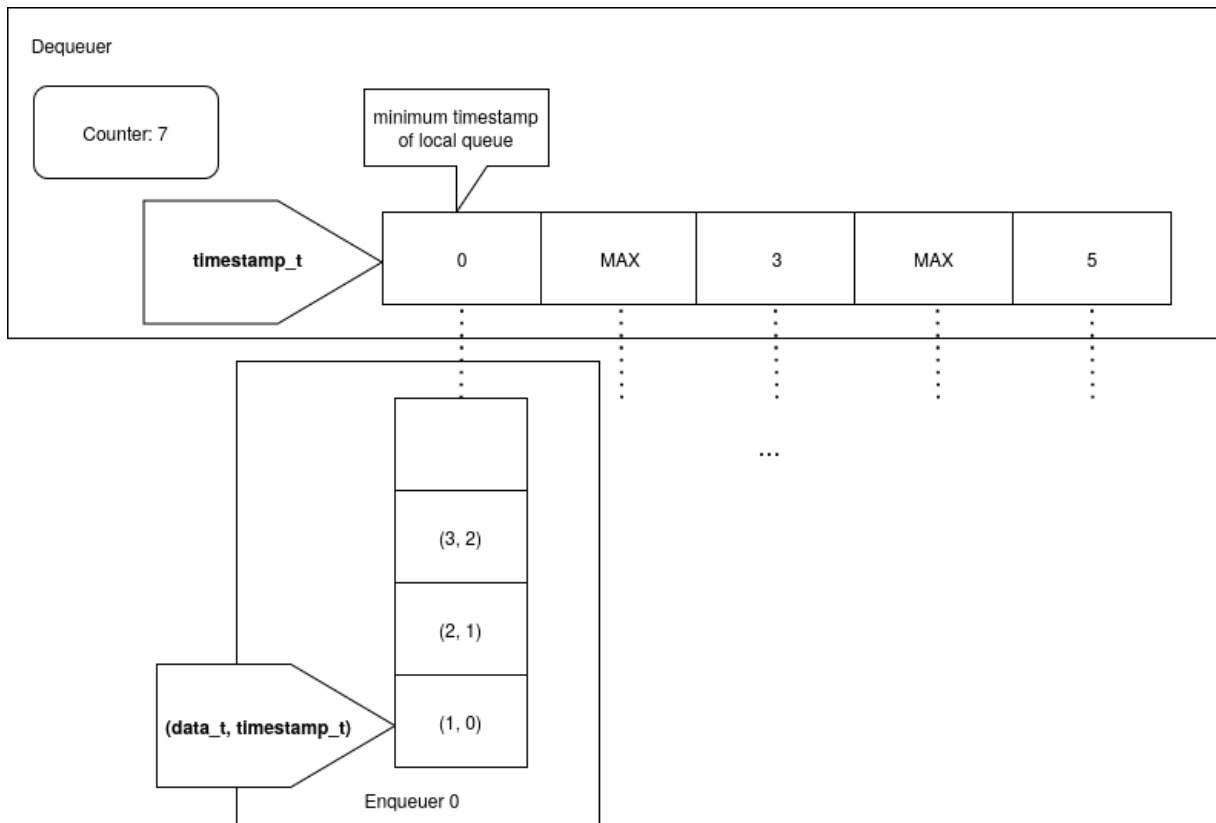 Dequeuer
Counter: 7
minimum timestamp
of local queue
timestamp_t
0
MAX
3
MAX
5
...
(3, 2)
(2, 1)
(data_t, timestamp_t)
(1, 0)
Enqueuer 0